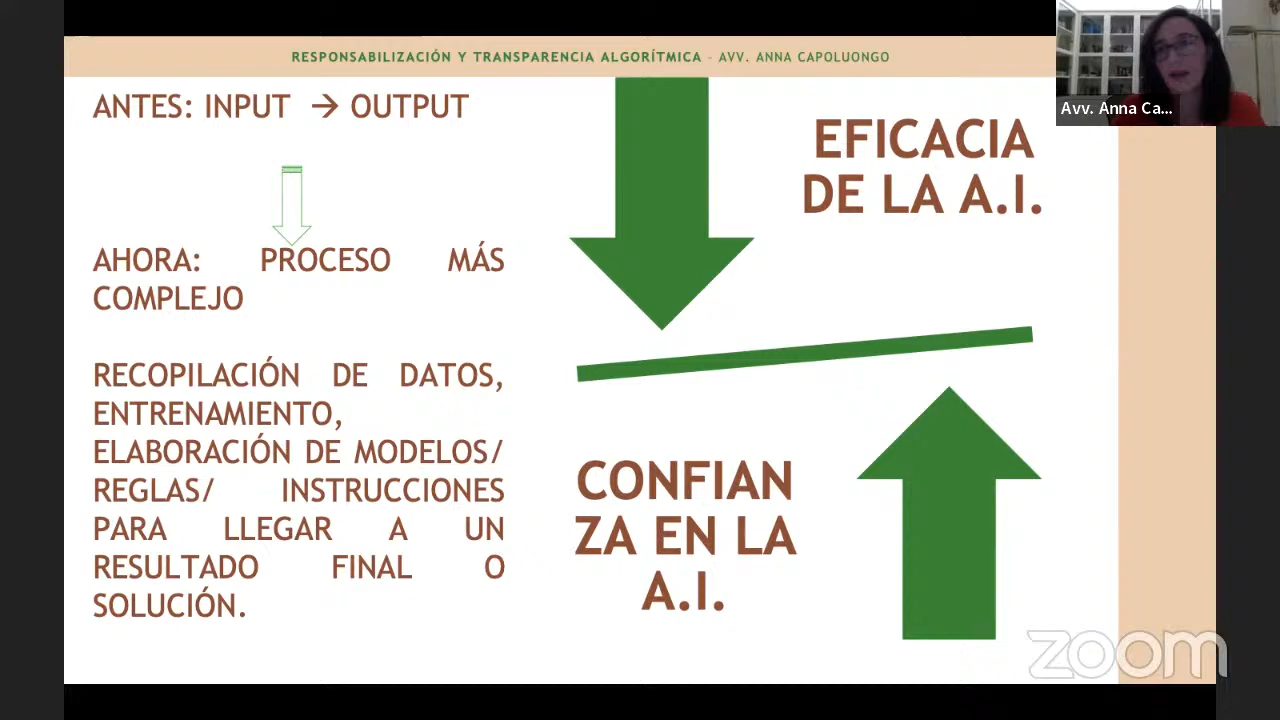 RESPONSABILIZACIÓN Y TRANSPARENCIA ALGORÍTMICA - AVV. ANNA CAPOLUONGO
ANTES: INPUT → OUTPUT
AHORA: PROCESO MÁS
COMPLEJO
RECOPILACIÓN DE DATOS,
ENTRENAMIENTO,
ELABORACIÓN DE MODELOS/
REGLAS/ INSTRUCCIONES
PARA LLEGAR A UN
RESULTADO FINAL O
SOLUCIÓN.
EFICACIA
DE LA A.I.
CONFIAN
ZA EN LA
A.I.
Avv. Anna Ca...
zoom